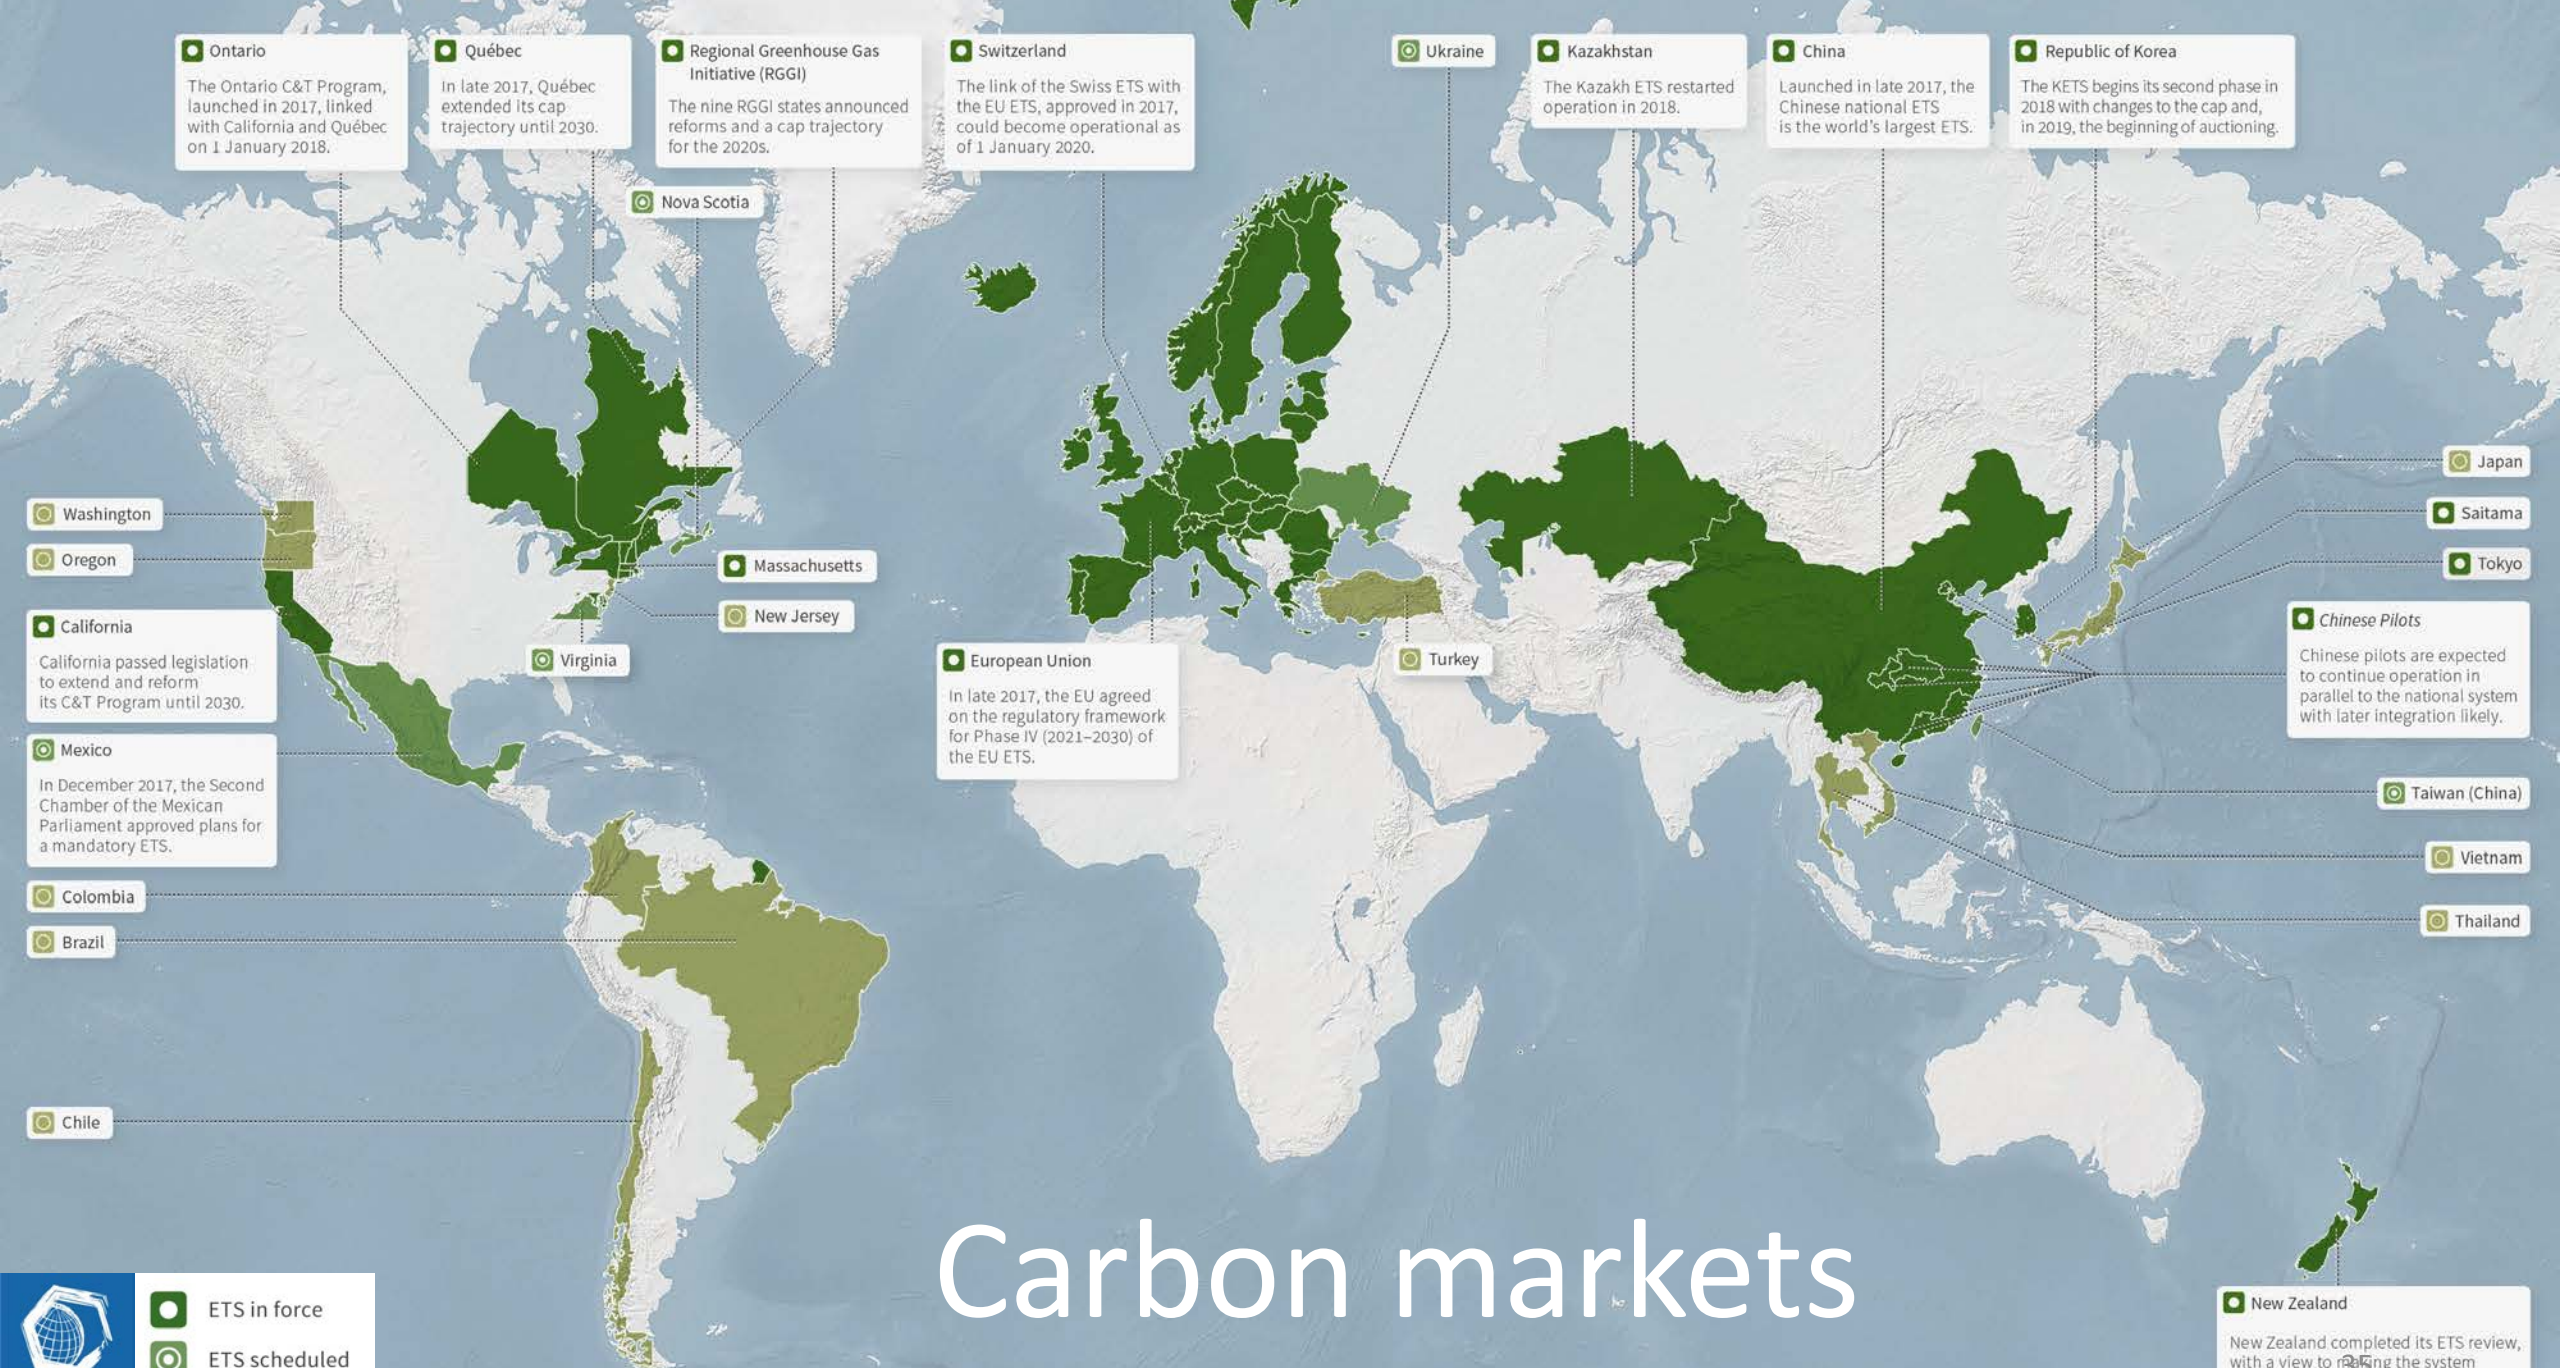 Ontario
The Ontario C&T Program,
launched in 2017, linked
with California and Québec
on 1 January 2018.
Québec
In late 2017, Québec
extended its cap
trajectory until 2030.
Regional Greenhouse Gas
Initiative (RGGI)
The nine RGGI states announced
reforms and a cap trajectory
for the 2020s.
Switzerland
The link of the Swiss ETS with
the EU ETS, approved in 2017,
could become operational as
of 1 January 2020.
Ukraine
Kazakhstan
The Kazakh ETS restarted
operation in 2018.
China
Launched in late 2017, the
Chinese national ETS
is the world's largest ETS.
Republic of Korea
The KETS begins its second phase in
2018 with changes to the cap and,
in 2019, the beginning of auctioning.
Nova Scotia
Washington
Oregon
California
California passed legislation
to extend and reform
its C&T Program until 2030.
Mexico
In December 2017, the Second
Chamber of the Mexican
Parliament approved plans for
a mandatory ETS.
Colombia
Brazil
Chile
Massachusetts
New Jersey
Virginia
European Union
In late 2017, the EU agreed
on the regulatory framework
for Phase IV (2021–2030) of
the EU ETS.
Turkey
Japan
Saitama
Tokyo
Chinese Pilots
Chinese pilots are expected
to continue operation in
parallel to the national system
with later integration likely.
Taiwan (China)
Vietnam
Thailand
Carbon markets
New Zealand
New Zealand completed its ETS review,
with a view to making the system
35
ETS in force
ETS scheduled